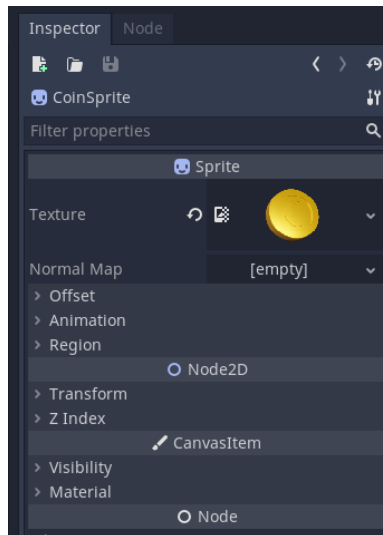 Inspector Node
CoinSprite
Filter properties
Sprite
Texture
Normal Map [empty]
Offset
Animation
Region
Node2D
Transform
Z Index
CanvasItem
Visibility
Material
Node